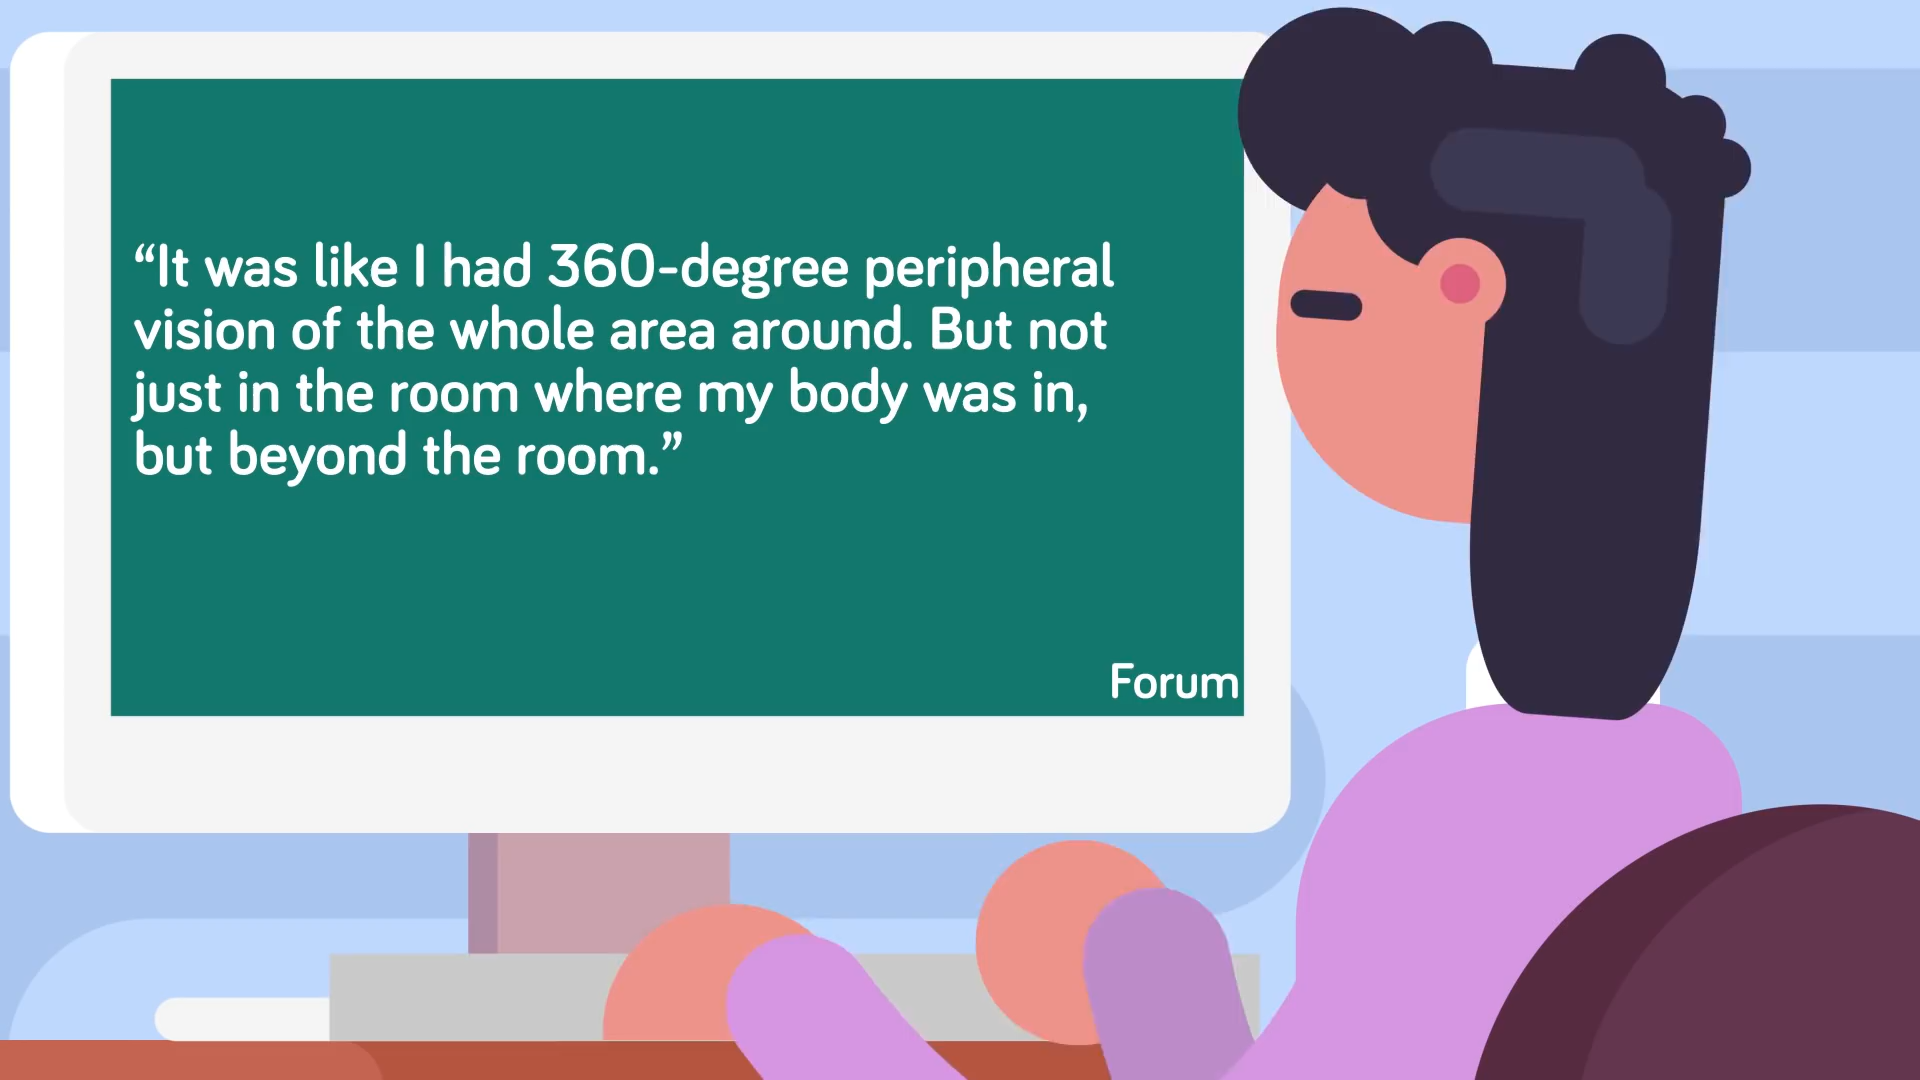 “It was like I had 360-degree peripheral
vision of the whole area around. But not
just in the room where my body was in,
but beyond the room.”
Forum